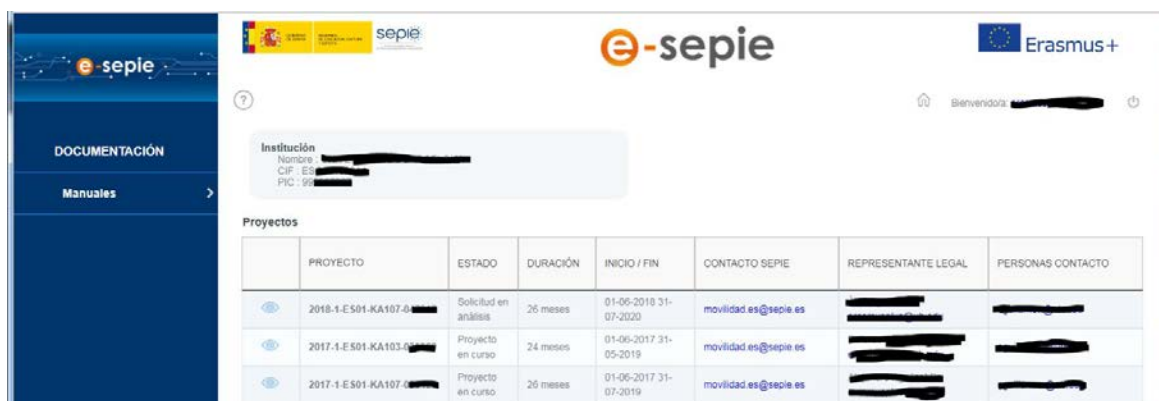 sepie
e-sepie
Erasmus+
e-sepie
?
Bienvenido/a:
DOCUMENTACIÓN
Manuales >
Institución
Nombre :
CIF : ES
PIC : 99
Proyectos
PROYECTO ESTADO DURACIÓN INICIO / FIN CONTACTO SEPIE REPRESENTANTE LEGAL PERSONAS CONTACTO
2018-1-ES01-KA107-0 Solicitud en análisis 26 meses 01-06-2018 31-07-2020 movilidad.es@sepie.es
2017-1-ES01-KA103-0 Proyecto en curso 24 meses 01-06-2017 31-05-2019 movilidad.es@sepie.es
2017-1-ES01-KA107-0 Proyecto en curso 26 meses 01-06-2017 31-07-2019 movilidad.es@sepie.es